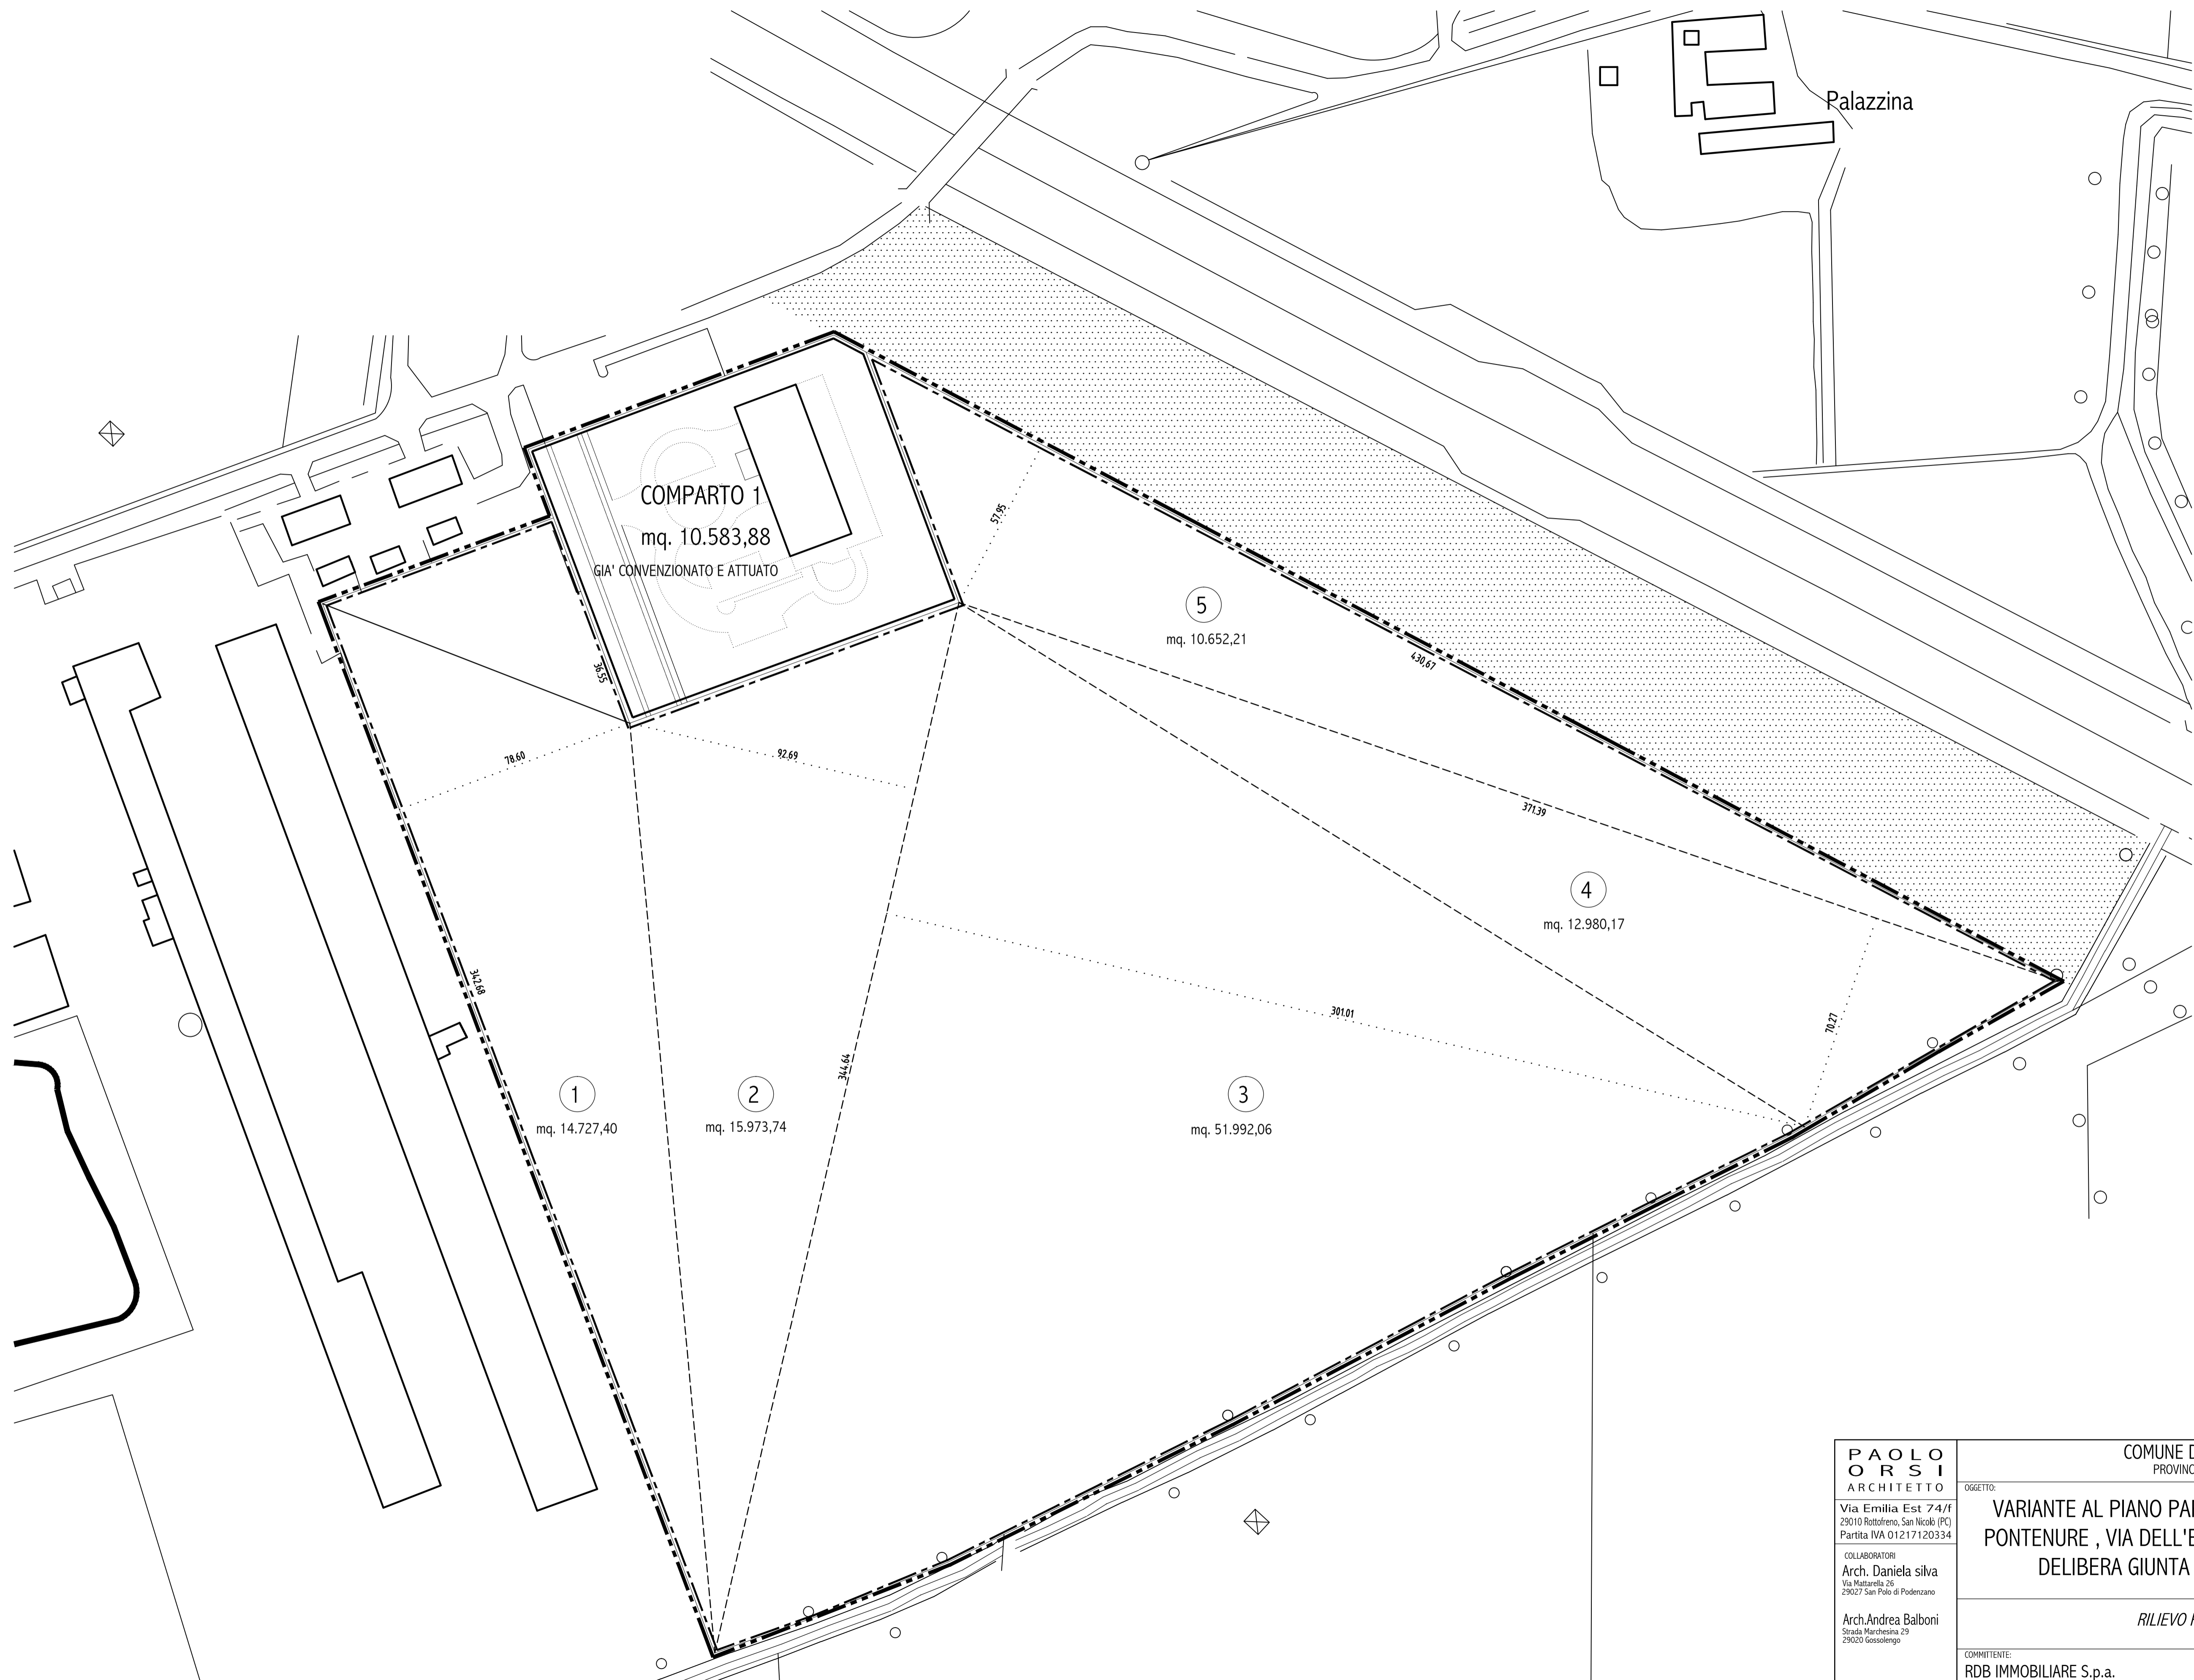 Palazzina
COMPARTO 1
mq. 10.583,88
GIA' CONVENZIONATO E ATTUATO
57.95
5
mq. 10.652,21
430,67
36.55
78.60
92.69
371.39
4
mq. 12.980,17
342.68
301.01
70.27
344.64
1
mq. 14.727,40
2
mq. 15.973,74
3
mq. 51.992,06
PAOLO
ORSI
ARCHITETTO
Via Emilia Est 74/f
29010 Rottofreno, San Nicolò (PC)
Partita IVA 01217120334
COLLABORATORI
Arch. Daniela silva
Via Mattarella 26
29027 San Polo di Podenzano
Arch.Andrea Balboni
Strada Marchesina 29
29020 Gossolengo
COMUNE
OGGETTO:
VARIANTE AL PIANO
PONTENURE , VIA
DELIBERA GIUNTA
RILIEVO
COMMITTENTE:
RDB IMMOBILIARE S.p.a.